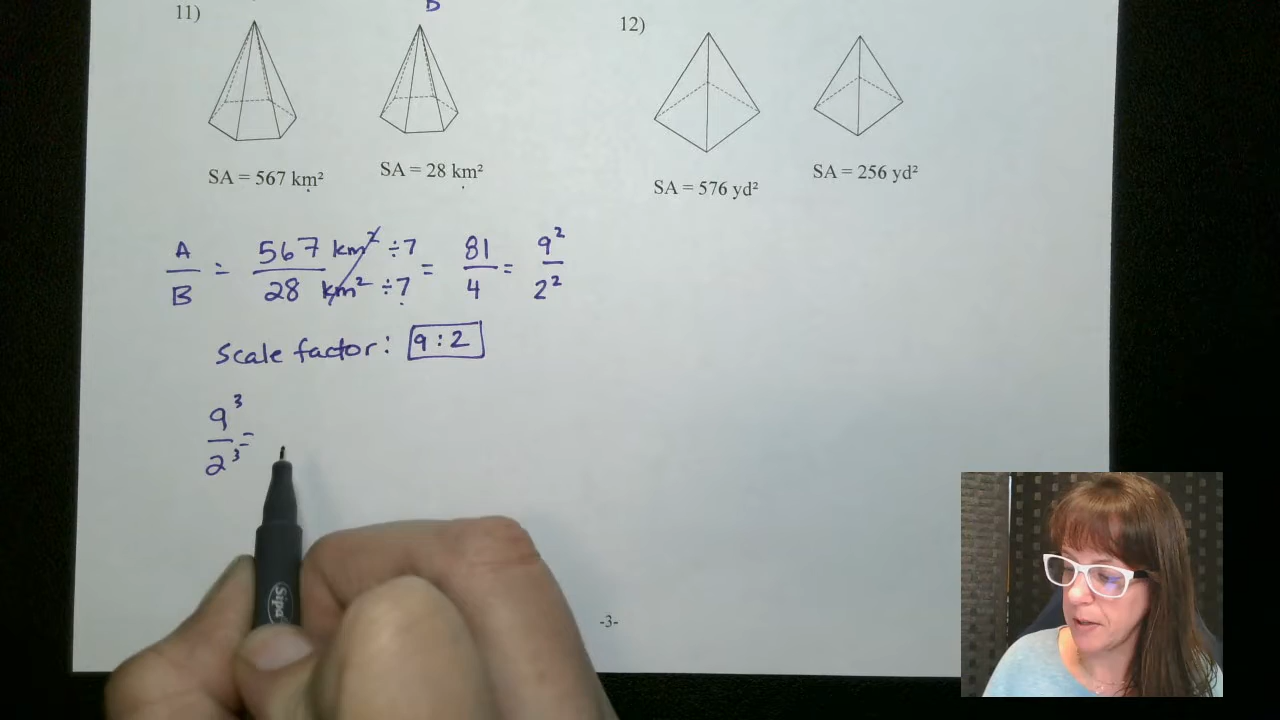 B
11)
12)
SA = 567 km²
SA = 28 km²
SA = 576 yd²
SA = 256 yd²
A/B = 567 km² ÷7 / 28 km² ÷7 = 81/4 = 9²/2²
Scale factor: 9:2
9³/2³ =
Sipa
-3-